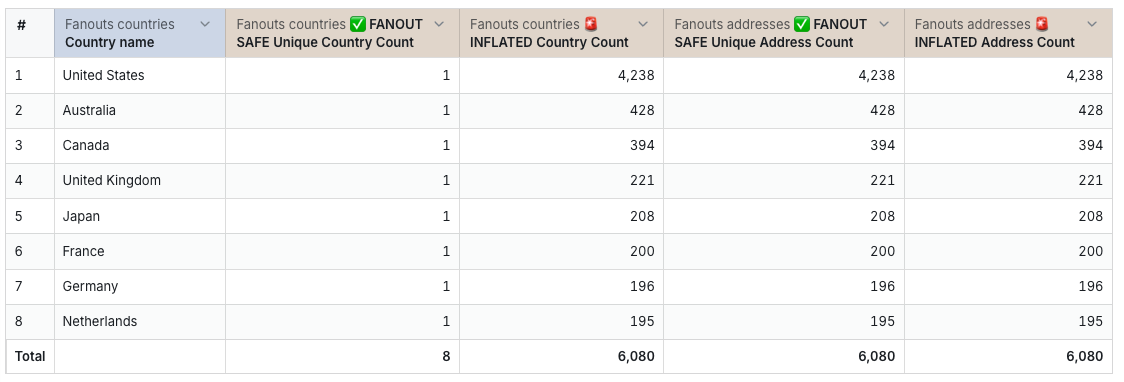 # Fanouts countries Fanouts countries ✅ FANOUT Fanouts countries 🚨 Fanouts addresses ✅ FANOUT Fanouts addresses 🚨
Country name SAFE Unique Country Count INFLATED Country Count SAFE Unique Address Count INFLATED Address Count
1 United States 1 4,238 4,238 4,238
2 Australia 1 428 428 428
3 Canada 1 394 394 394
4 United Kingdom 1 221 221 221
5 Japan 1 208 208 208
6 France 1 200 200 200
7 Germany 1 196 196 196
8 Netherlands 1 195 195 195
Total 8 6,080 6,080 6,080